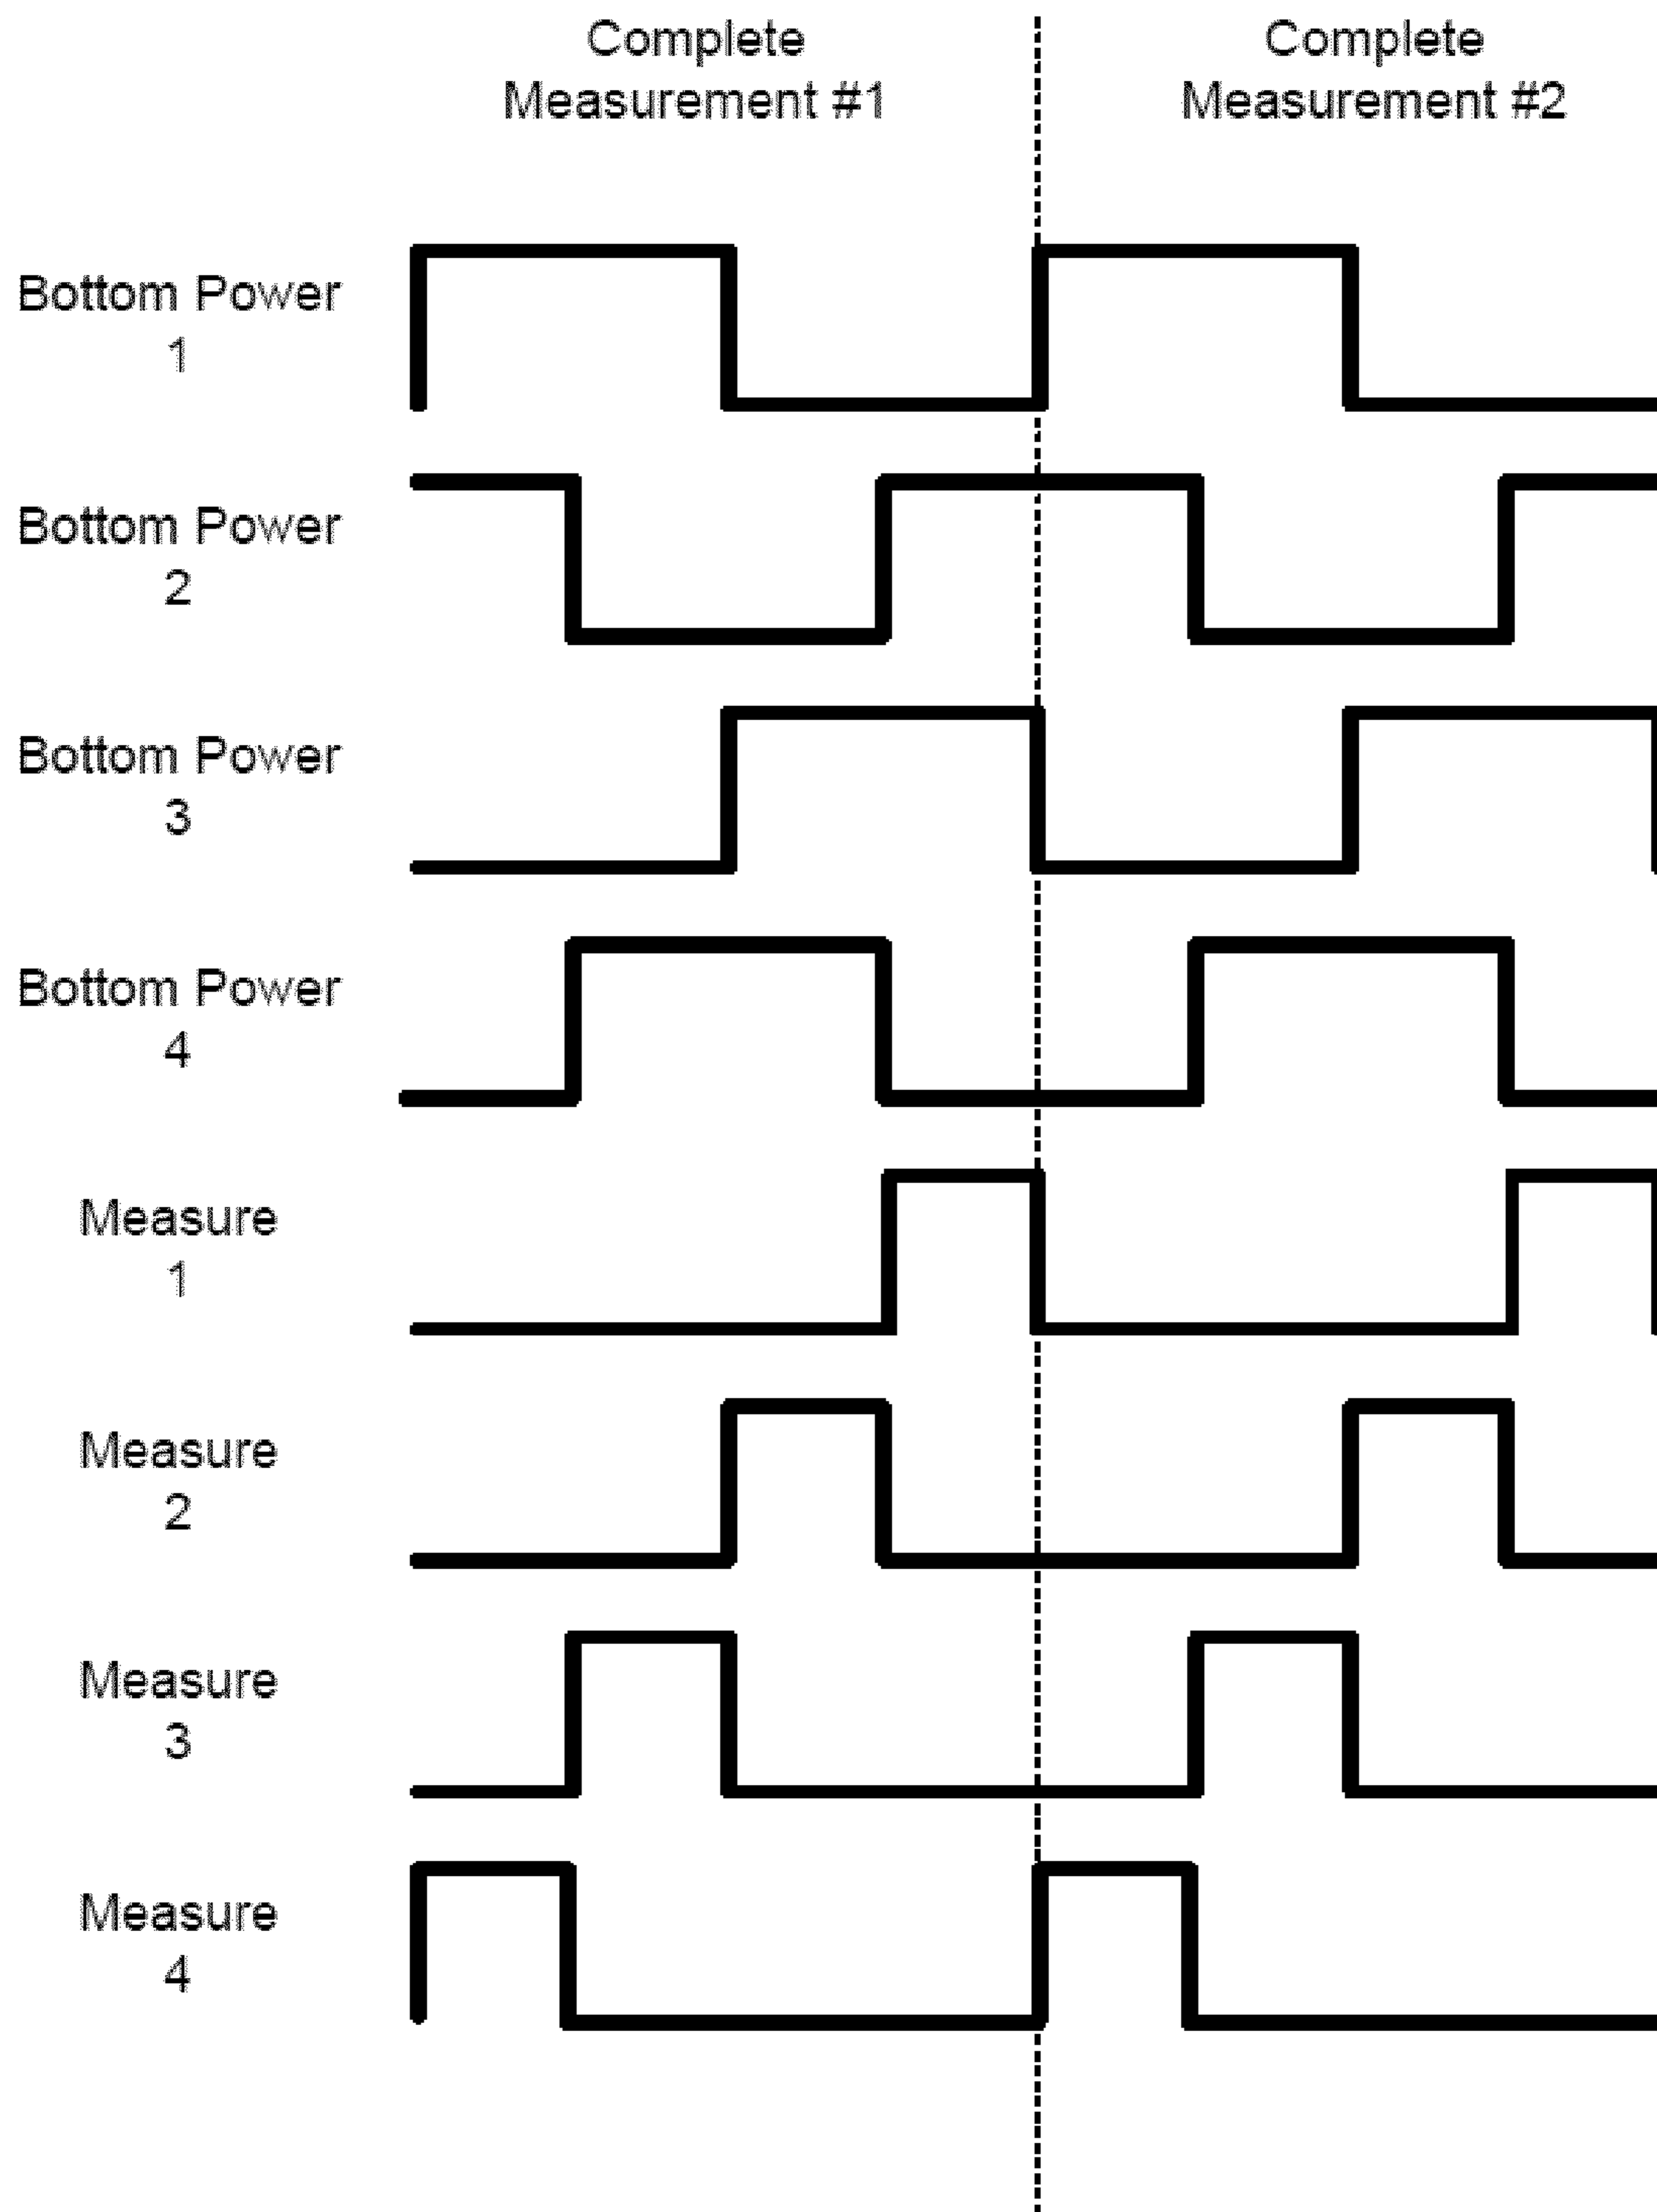 Complete
Measurement #1
Complete
Measurement #2
Bottom Power
1
Bottom Power
2
Bottom Power
3
Bottom Power
4
Measure
1
Measure
2
Measure
3
Measure
4